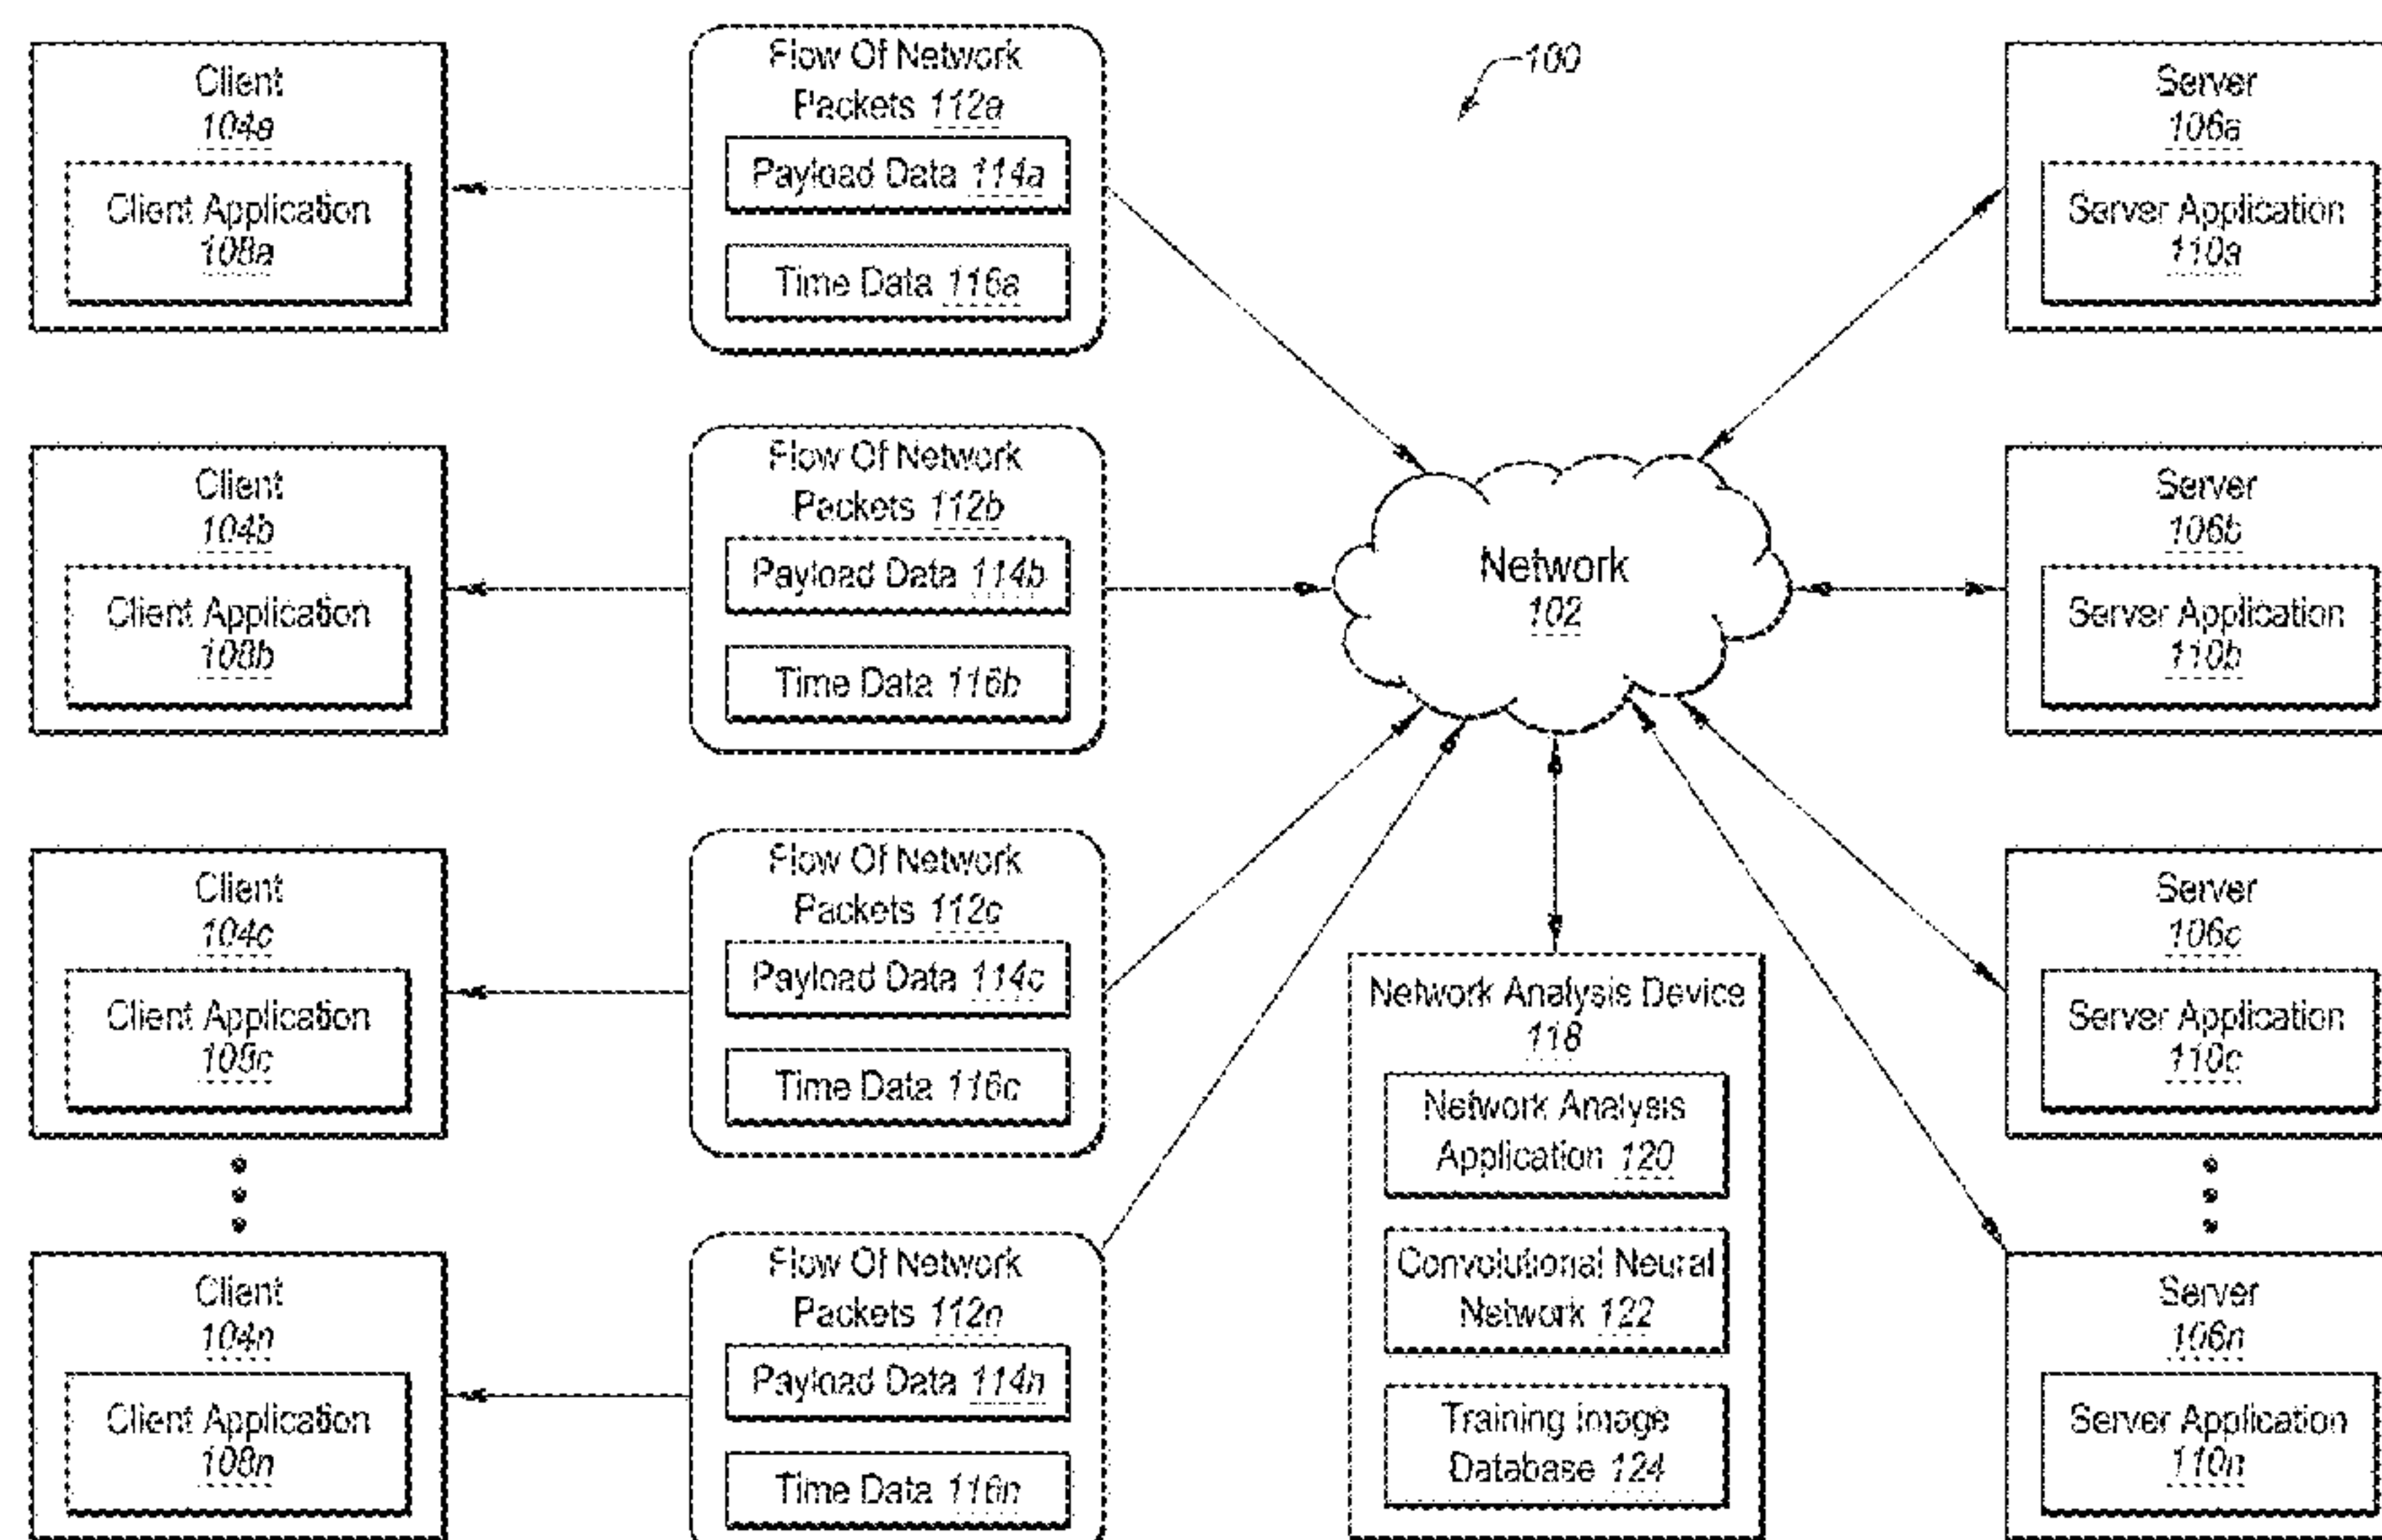 Client
104a
Client Application
108a
Flow Of Network
Packets 112a
Payload Data 114a
Time Data 116a
100
Server
106a
Server Application
110a
Client
104b
Client Application
108b
Flow Of Network
Packets 112b
Payload Data 114b
Time Data 116b
Network
102
Server
106b
Server Application
110b
Client
104c
Client Application
108c
Flow Of Network
Packets 112c
Payload Data 114c
Time Data 116c
Network Analysis Device
118
Network Analysis
Application 120
Convolutional Neural
Network 122
Training Image
Database 124
Server
106c
Server Application
110c
Client
104n
Client Application
108n
Flow Of Network
Packets 112n
Payload Data 114n
Time Data 116n
Server
106n
Server Application
110n